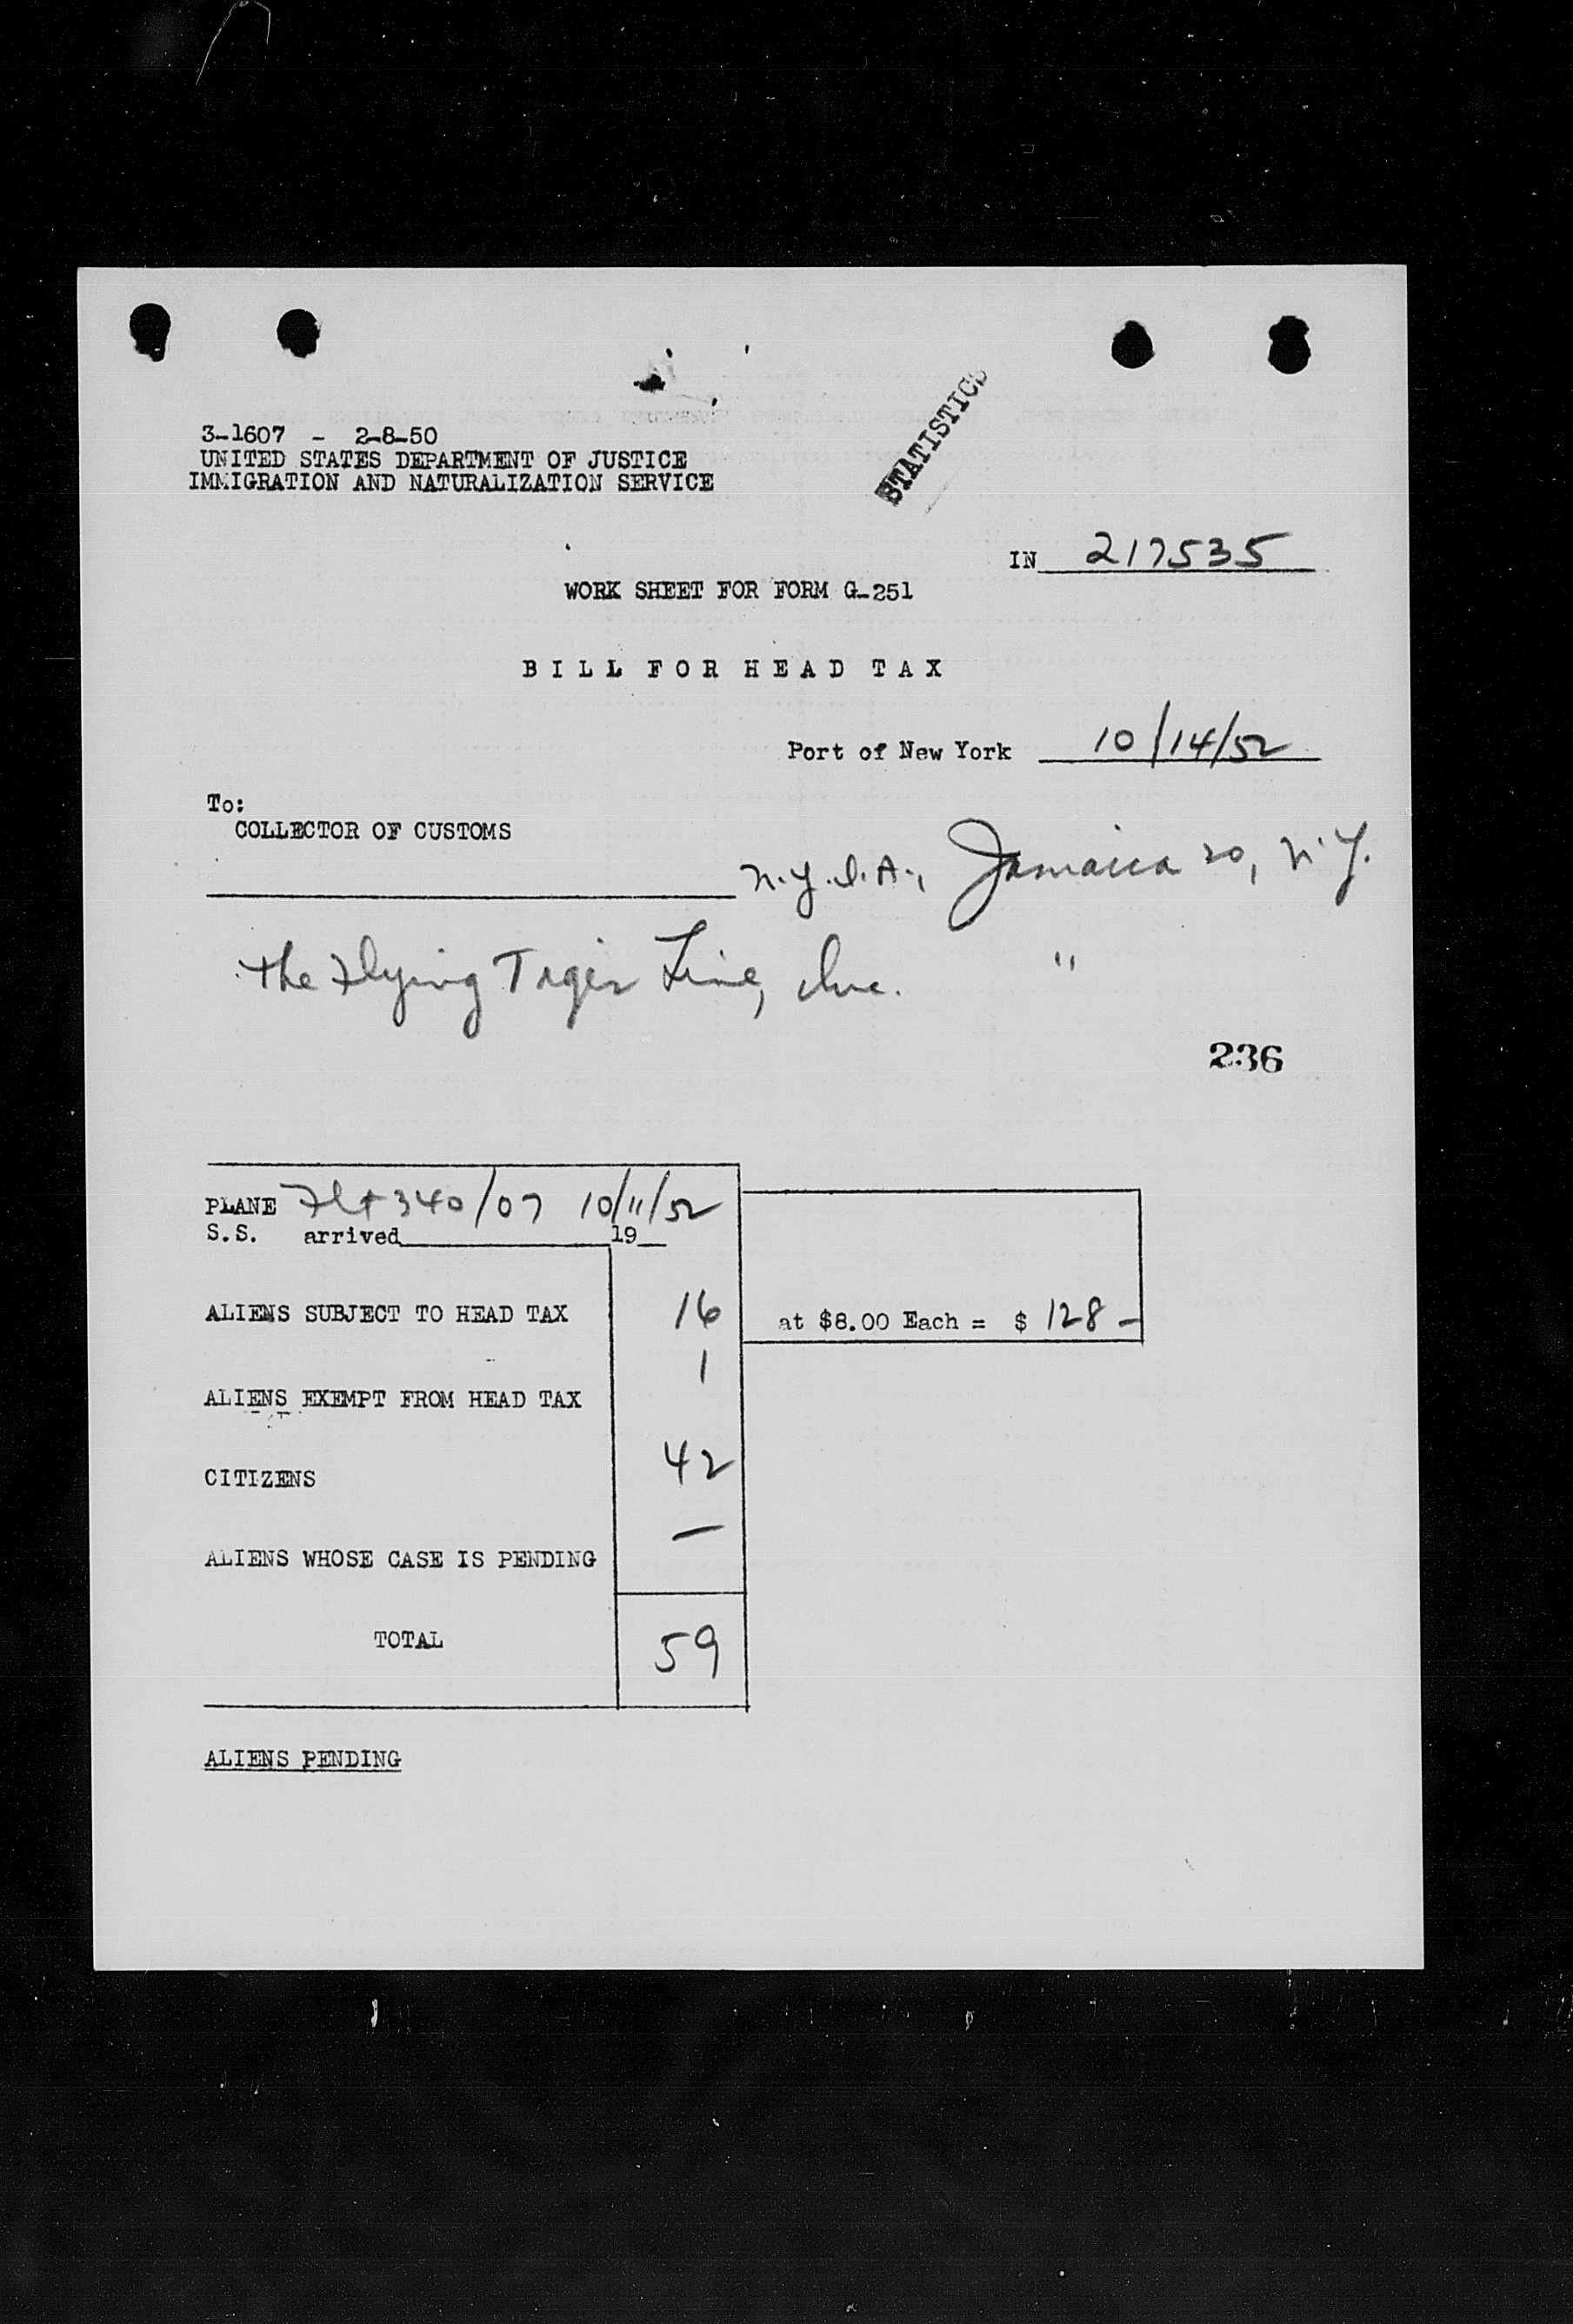 STATISTICS
3-1607 - 2-8-50
UNITED STATES DEPARTMENT OF JUSTICE
IMMIGRATION AND NATURALIZATION SERVICE
IN 217535
WORK SHEET FOR FORM G-251
BILL FOR HEAD TAX
Port of New York 10/14/52
To:
COLLECTOR OF CUSTOMS
N.Y.I.A., Jamaica 20, N.Y.
The Flying Tiger Line, Inc. "
236
PLANE Flt 340/07 10/11/52
S.S. arrived 19
ALIENS SUBJECT TO HEAD TAX 16 at $8.00 Each = $ 128 -
ALIENS EXEMPT FROM HEAD TAX 1
CITIZENS 42
ALIENS WHOSE CASE IS PENDING —
TOTAL 59
ALIENS PENDING